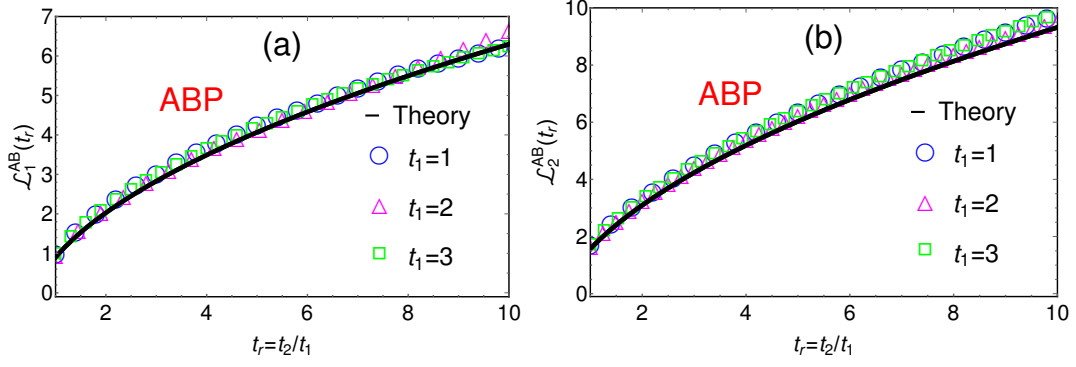 (a)
ABP
Theory
t₁=1
t₁=2
t₁=3
ℒ₁ᴬᴮ(tᵣ)
7
6
5
4
3
2
1
0
2 4 6 8 10
tᵣ=t₂/t₁
(b)
ABP
Theory
t₁=1
t₁=2
t₁=3
ℒ₂ᴬᴮ(tᵣ)
10
8
6
4
2
0
2 4 6 8 10
tᵣ=t₂/t₁